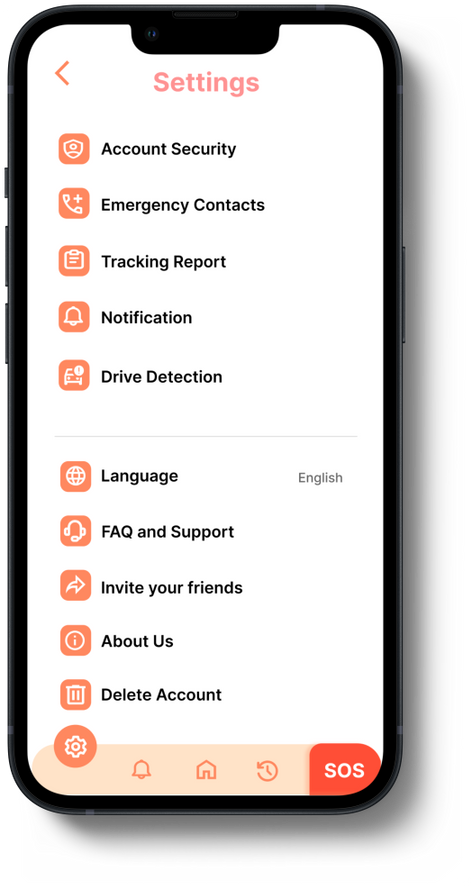 Settings
Account Security
Emergency Contacts
Tracking Report
Notification
Drive Detection
Language English
FAQ and Support
Invite your friends
About Us
Delete Account
SOS